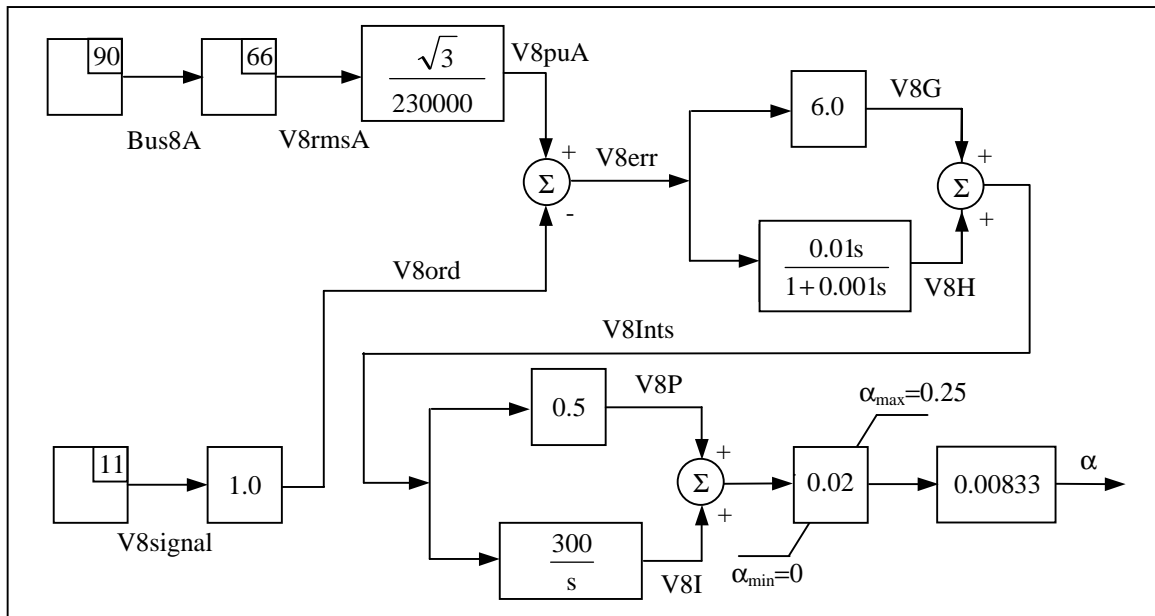 90
66
√3
230000
V8puA
Bus8A
V8rmsA
+
Σ
-
V8err
6.0
V8G
+
Σ
+
0.01s
1+0.001s
V8H
V8ord
V8Ints
11
V8signal
1.0
0.5
V8P
+
Σ
+
300
s
V8I
αmax=0.25
0.02
αmin=0
0.00833
α